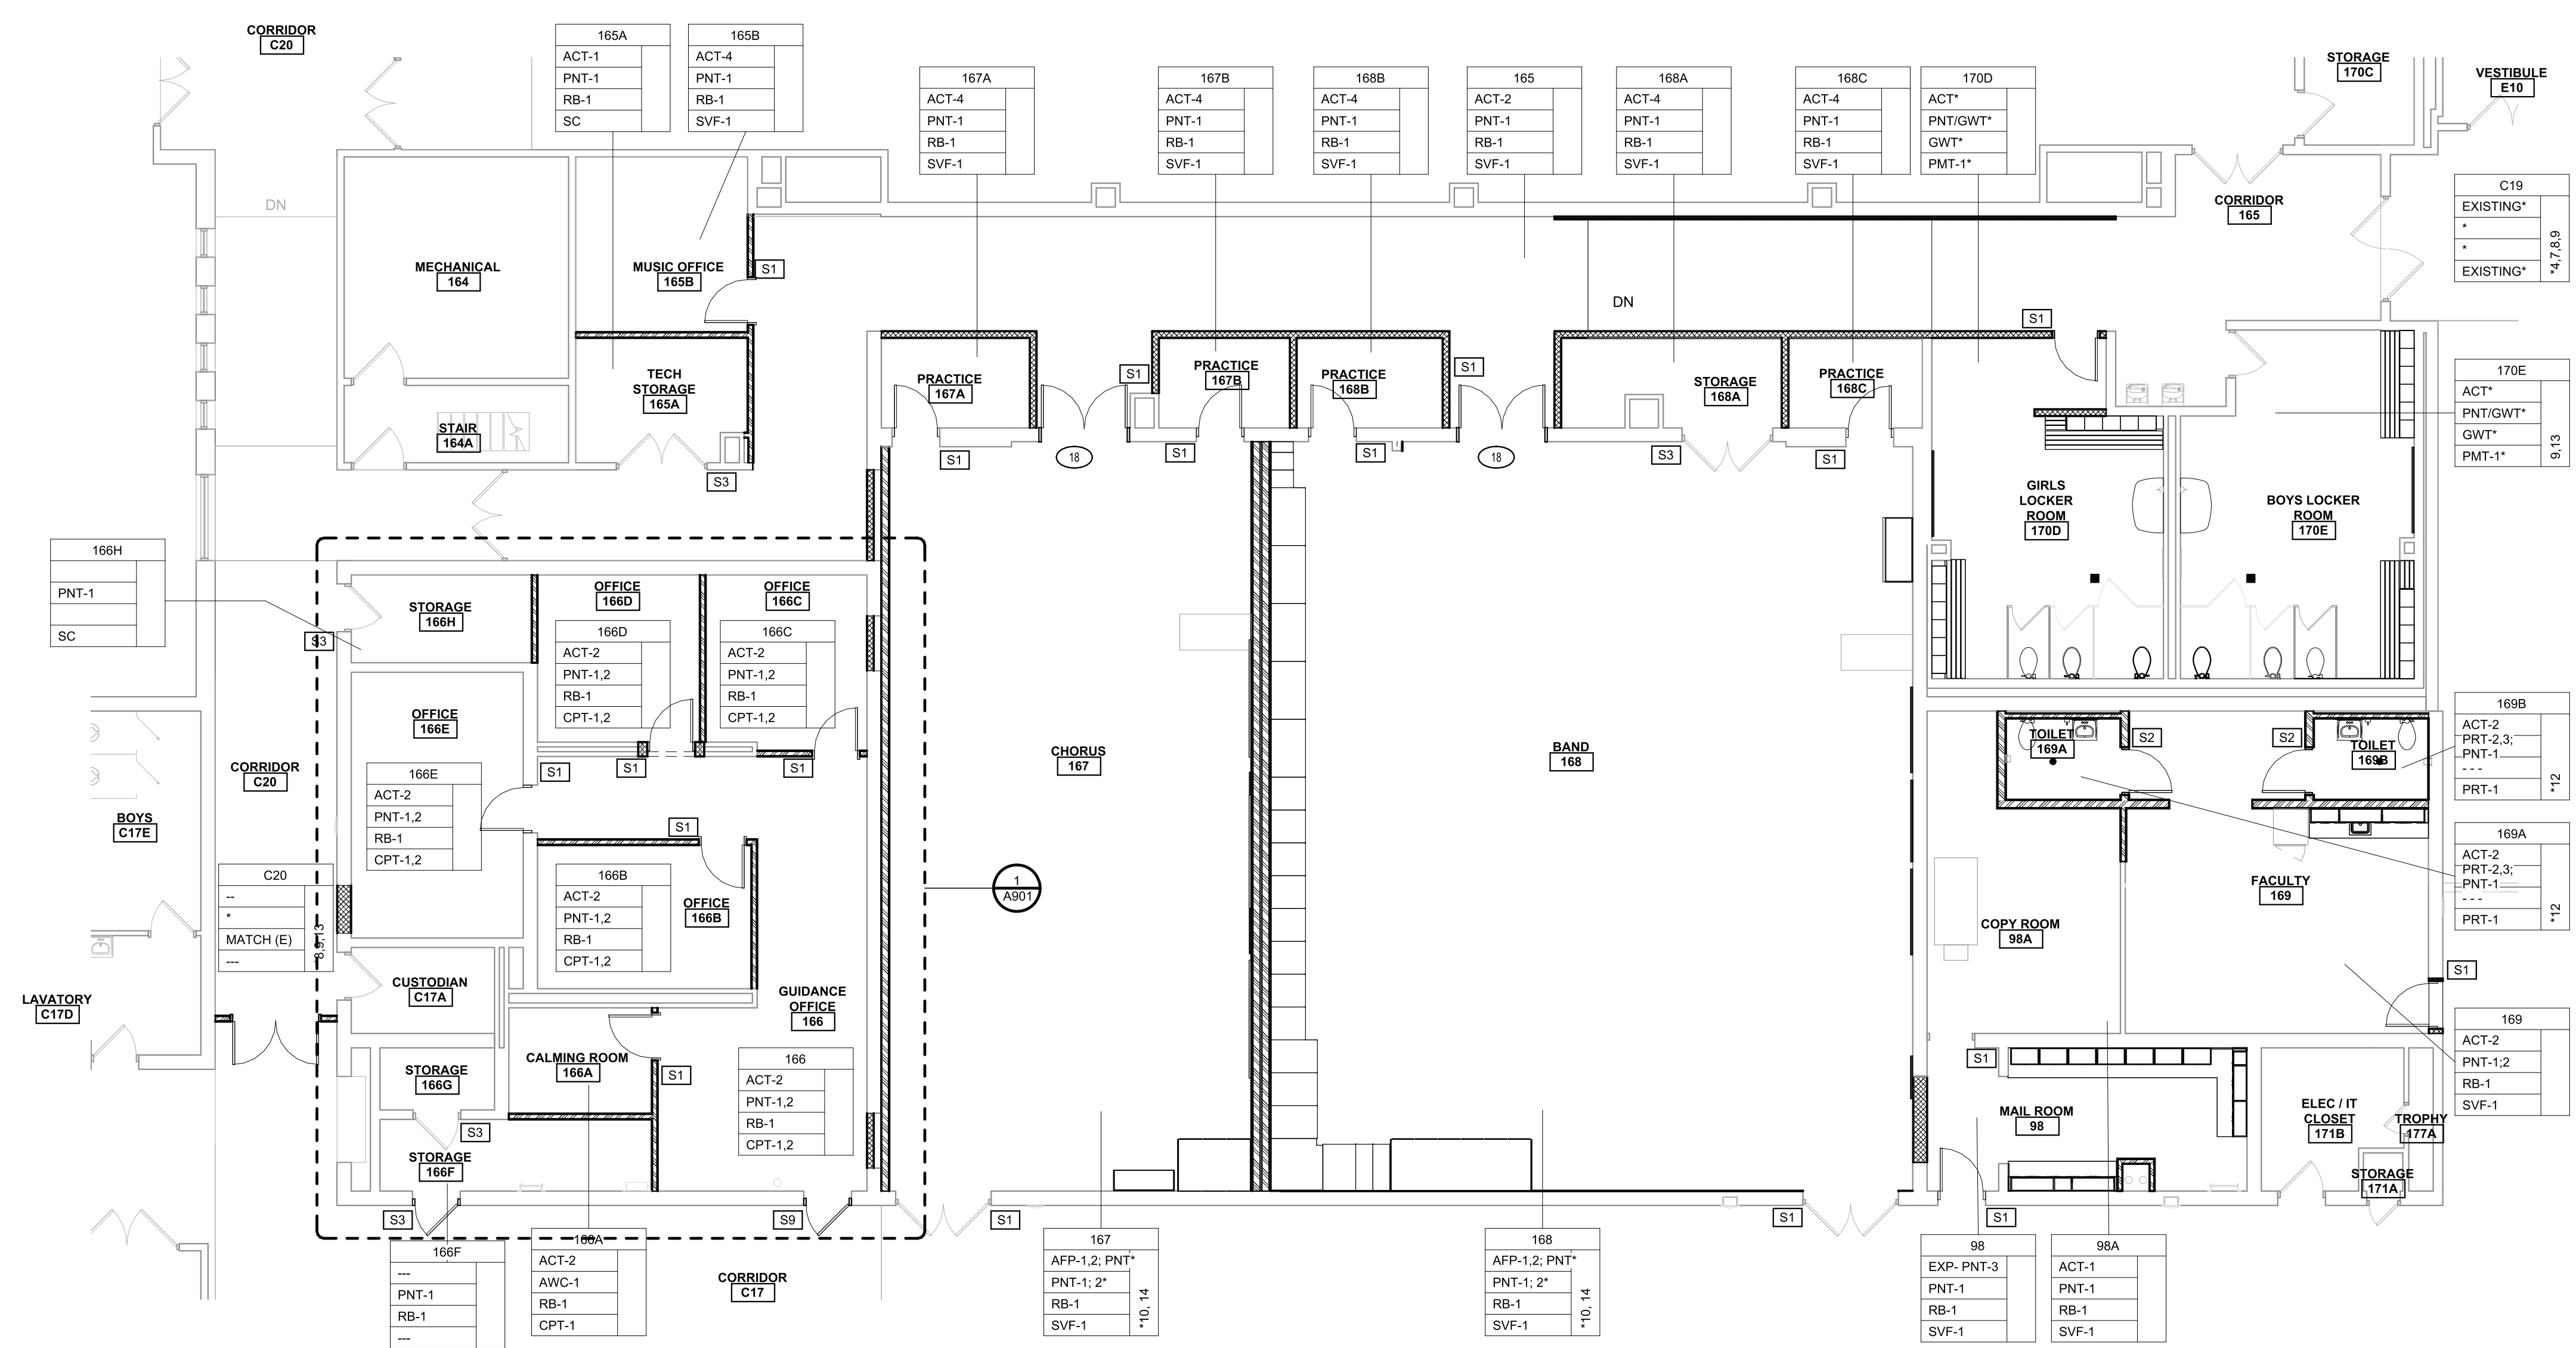 CORRIDOR
C20
165A
ACT-1
PNT-1
RB-1
SC
165B
ACT-4
PNT-1
RB-1
SVF-1
167A
ACT-4
PNT-1
RB-1
SVF-1
167B
ACT-4
PNT-1
RB-1
SVF-1
168B
ACT-4
PNT-1
RB-1
SVF-1
165
ACT-2
PNT-1
RB-1
SVF-1
168A
ACT-4
PNT-1
RB-1
SVF-1
168C
ACT-4
PNT-1
RB-1
SVF-1
170D
ACT*
PNT/GWT*
GWT*
PMT-1*
STORAGE
170C
VESTIBULE
E10
C19
EXISTING*
*
*
EXISTING*
*4,7,8,9
DN
CORRIDOR
165
MECHANICAL
164
MUSIC OFFICE
165B
S1
DN
S1
TECH
STORAGE
165A
PRACTICE
167A
S1
PRACTICE
167B
PRACTICE
168B
S1
STORAGE
168A
PRACTICE
168C
170E
ACT*
PNT/GWT*
GWT*
PMT-1*
9,13
STAIR
164A
S3
S1
18
S1
S1
18
S3
S1
GIRLS
LOCKER
ROOM
170D
BOYS LOCKER
ROOM
170E
166H
PNT-1
SC
STORAGE
166H
S3
OFFICE
166D
OFFICE
166C
166D
ACT-2
PNT-1,2
RB-1
CPT-1,2
166C
ACT-2
PNT-1,2
RB-1
CPT-1,2
OFFICE
166E
S1
S1
S1
CORRIDOR
C20
166E
ACT-2
PNT-1,2
RB-1
CPT-1,2
CHORUS
167
BAND
168
TOILET
169A
S2
S2
TOILET
169B
169B
ACT-2
PRT-2,3;
PNT-1
- - -
PRT-1
*12
BOYS
C17E
S1
166B
ACT-2
PNT-1,2
RB-1
CPT-1,2
OFFICE
166B
1
A901
169A
ACT-2
PRT-2,3;
PNT-1
- - -
PRT-1
*12
C20
--
*
MATCH (E)
---
*8,9,13
FACULTY
169
COPY ROOM
98A
LAVATORY
C17D
CUSTODIAN
C17A
GUIDANCE
OFFICE
166
S1
169
ACT-2
PNT-1;2
RB-1
SVF-1
CALMING ROOM
166A
S1
STORAGE
166G
S3
166
ACT-2
PNT-1,2
RB-1
CPT-1,2
S1
MAIL ROOM
98
ELEC / IT
CLOSET
171B
TROPHY
177A
STORAGE
166F
STORAGE
171A
S3
S9
S1
S1
S1
166F
---
PNT-1
RB-1
---
166A
ACT-2
AWC-1
RB-1
CPT-1
CORRIDOR
C17
167
AFP-1,2; PNT*
PNT-1; 2*
RB-1
SVF-1
*10, 14
168
AFP-1,2; PNT*
PNT-1; 2*
RB-1
SVF-1
*10, 14
98
EXP- PNT-3
PNT-1
RB-1
SVF-1
98A
ACT-1
PNT-1
RB-1
SVF-1